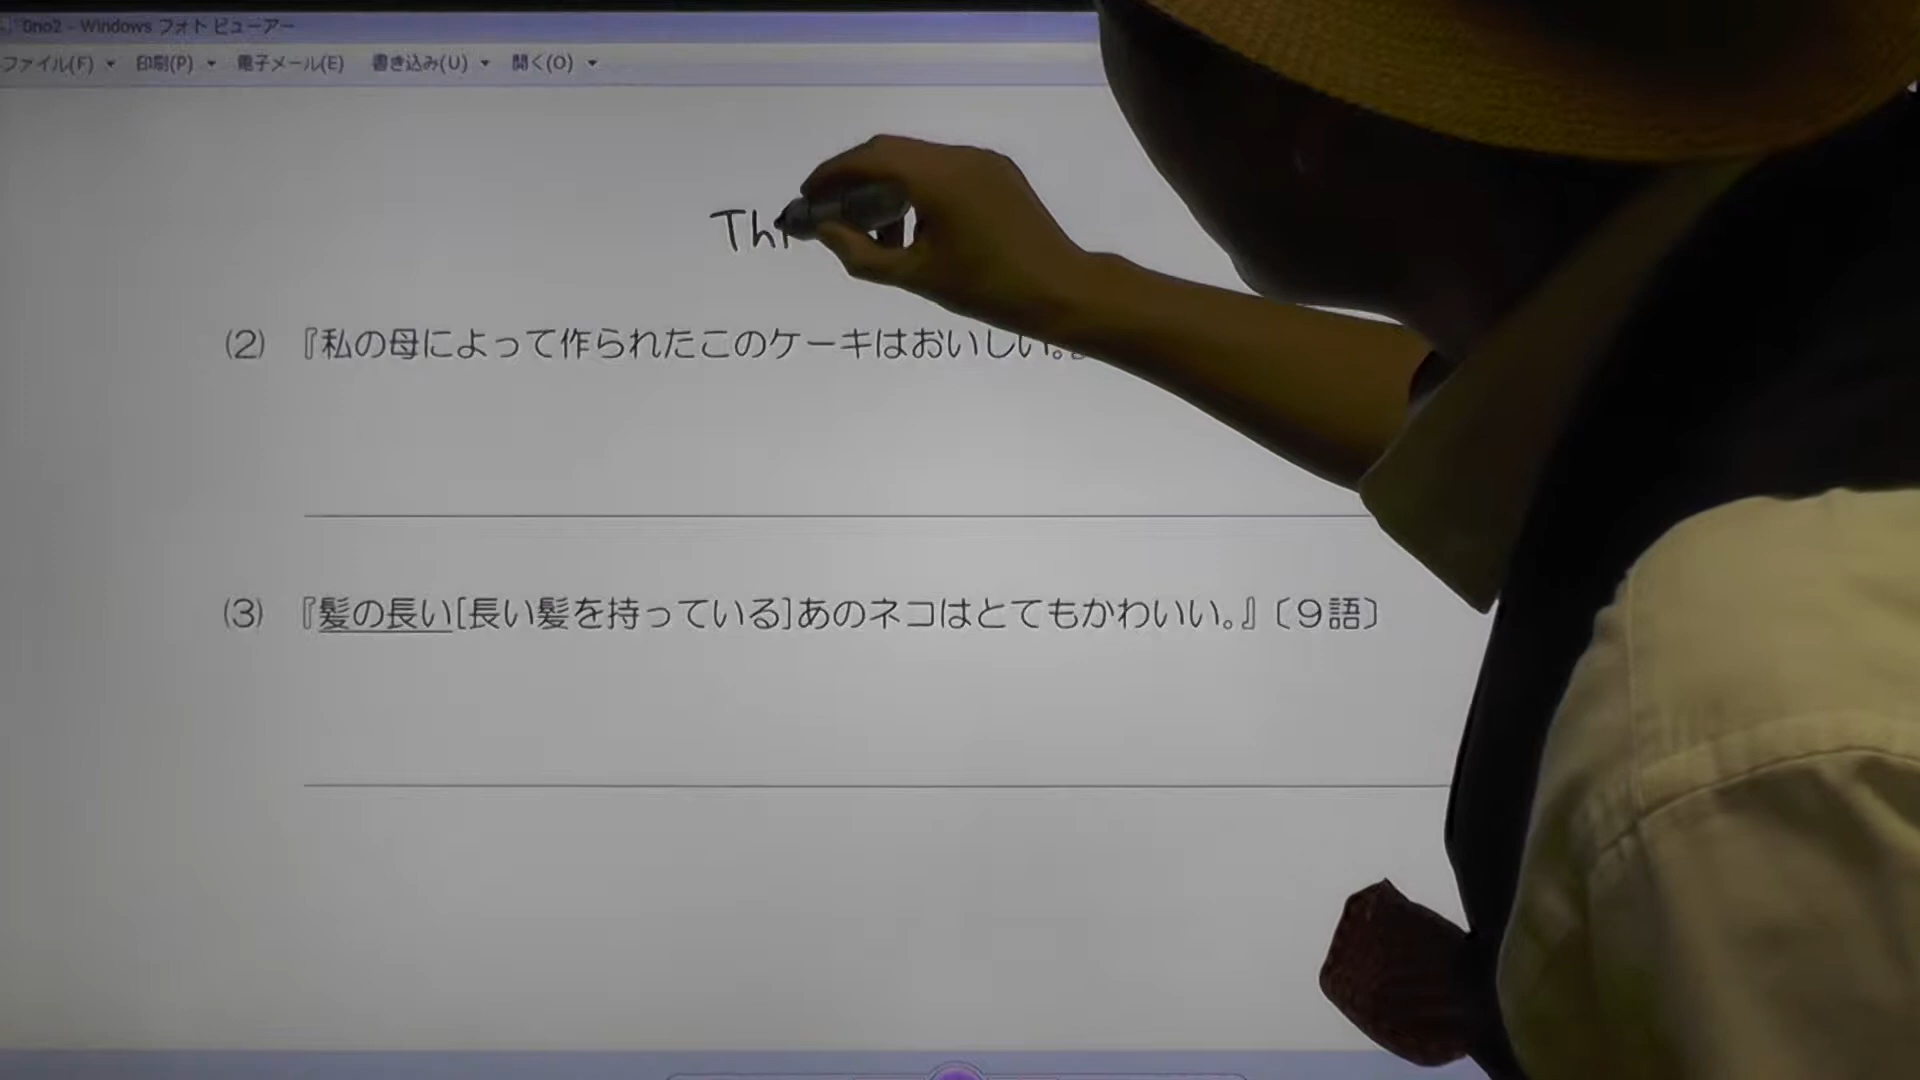 0no2 - Windows フォト ビューアー
ファイル(F) 印刷(P) 電子メール(E) 書き込み(U) 開く(O)
Thi
(2) 『私の母によって作られたこのケーキはおいしい。』
(3) 『髪の長い[長い髪を持っている]あのネコはとてもかわいい。』〔9語〕